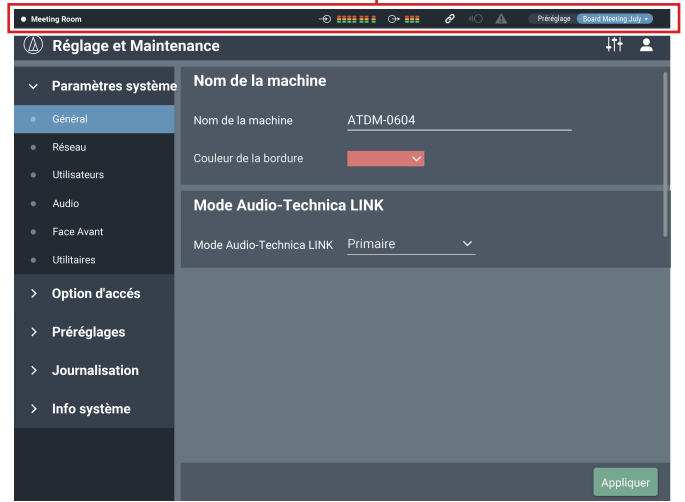 Meeting Room
Préréglage Board Meeting July
Réglage et Maintenance
Paramètres système
Général
Réseau
Utilisateurs
Audio
Face Avant
Utilitaires
Option d'accés
Préréglages
Journalisation
Info système
Nom de la machine
Nom de la machine ATDM-0604
Couleur de la bordure
Mode Audio-Technica LINK
Mode Audio-Technica LINK Primaire
Appliquer